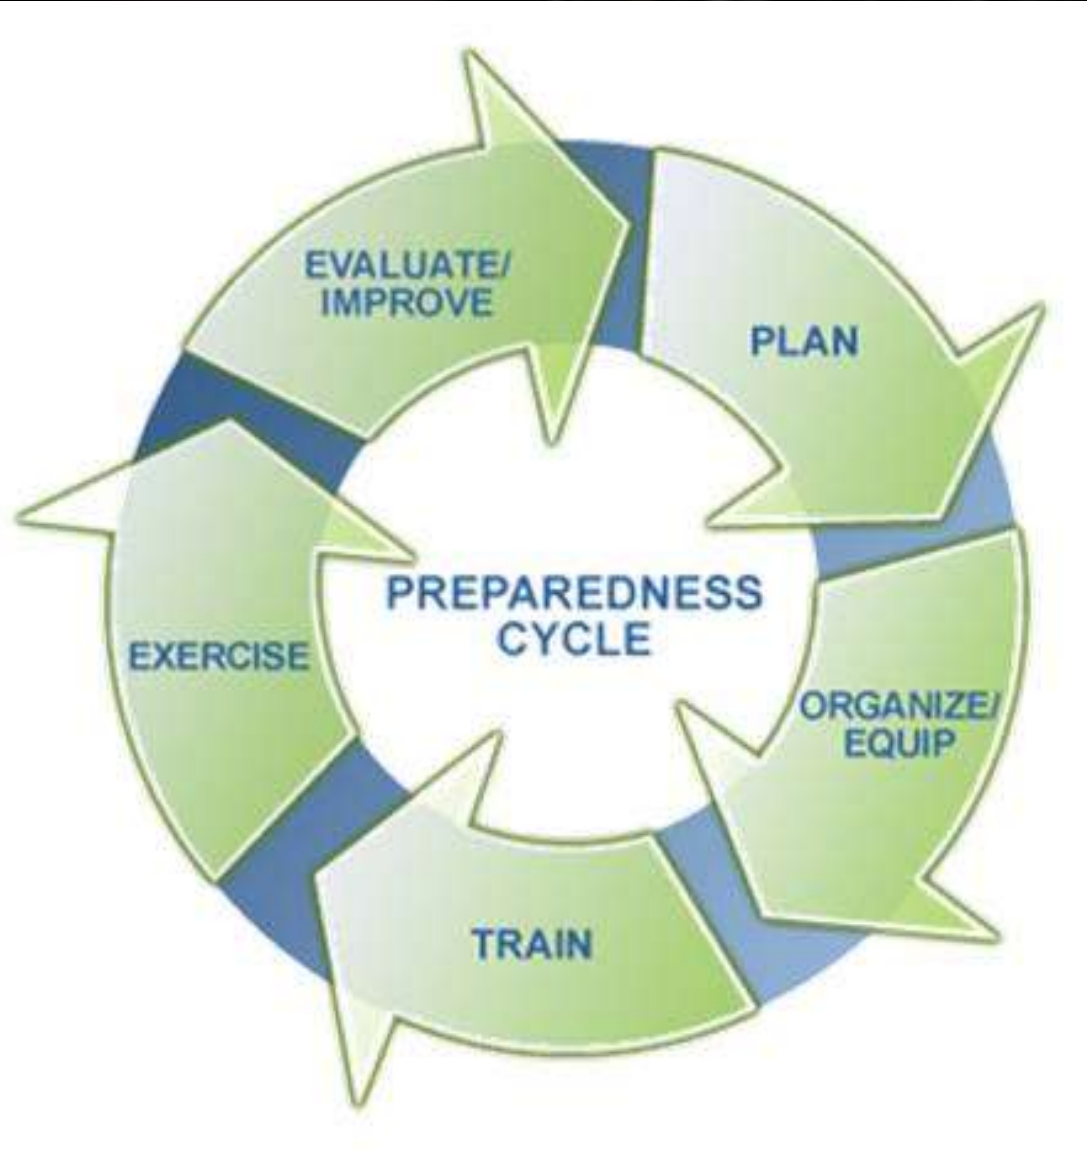 EVALUATE/
IMPROVE
PLAN
PREPAREDNESS
CYCLE
EXERCISE
ORGANIZE/
EQUIP
TRAIN